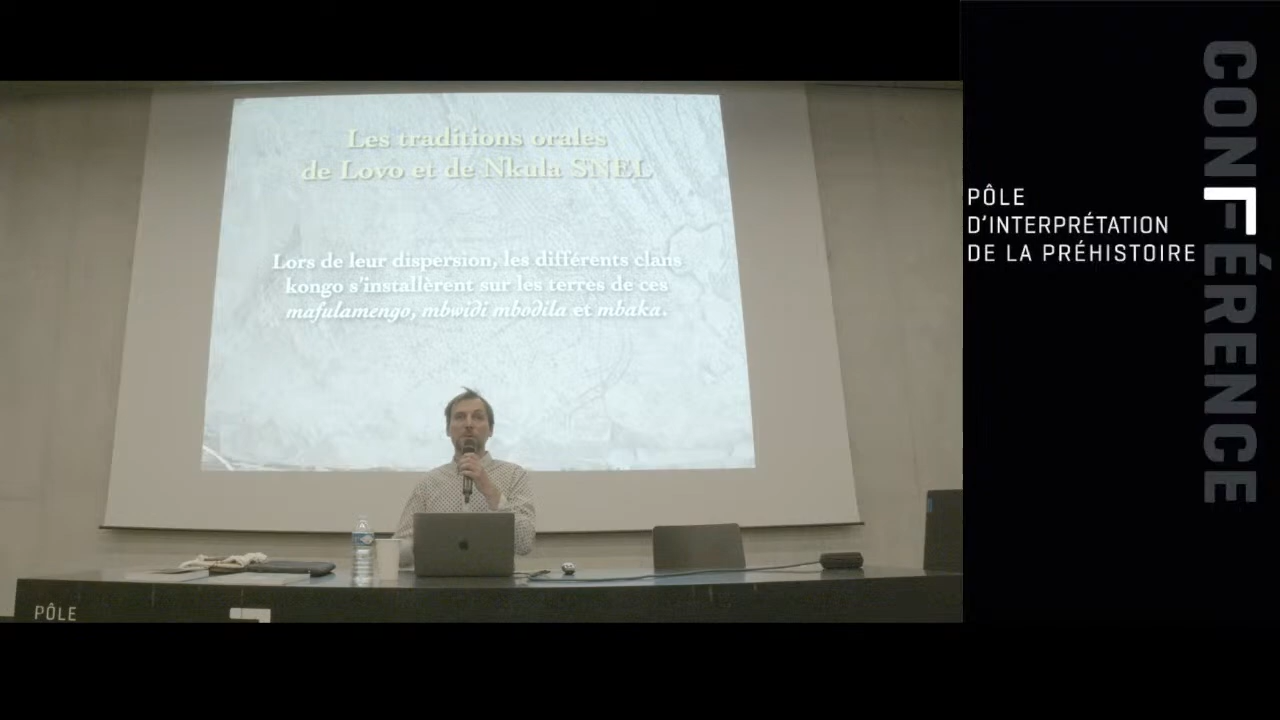 Les traditions orales
de Lovo et de Nkula SNEL
Lors de leur dispersion, les différents clans
kongo s'installèrent sur les terres de ces
mafulamengo, mbwidi mbodila et mbaka.
PÔLE
PÔLE
D'INTERPRÉTATION
DE LA PRÉHISTOIRE
CONFÉRENCE